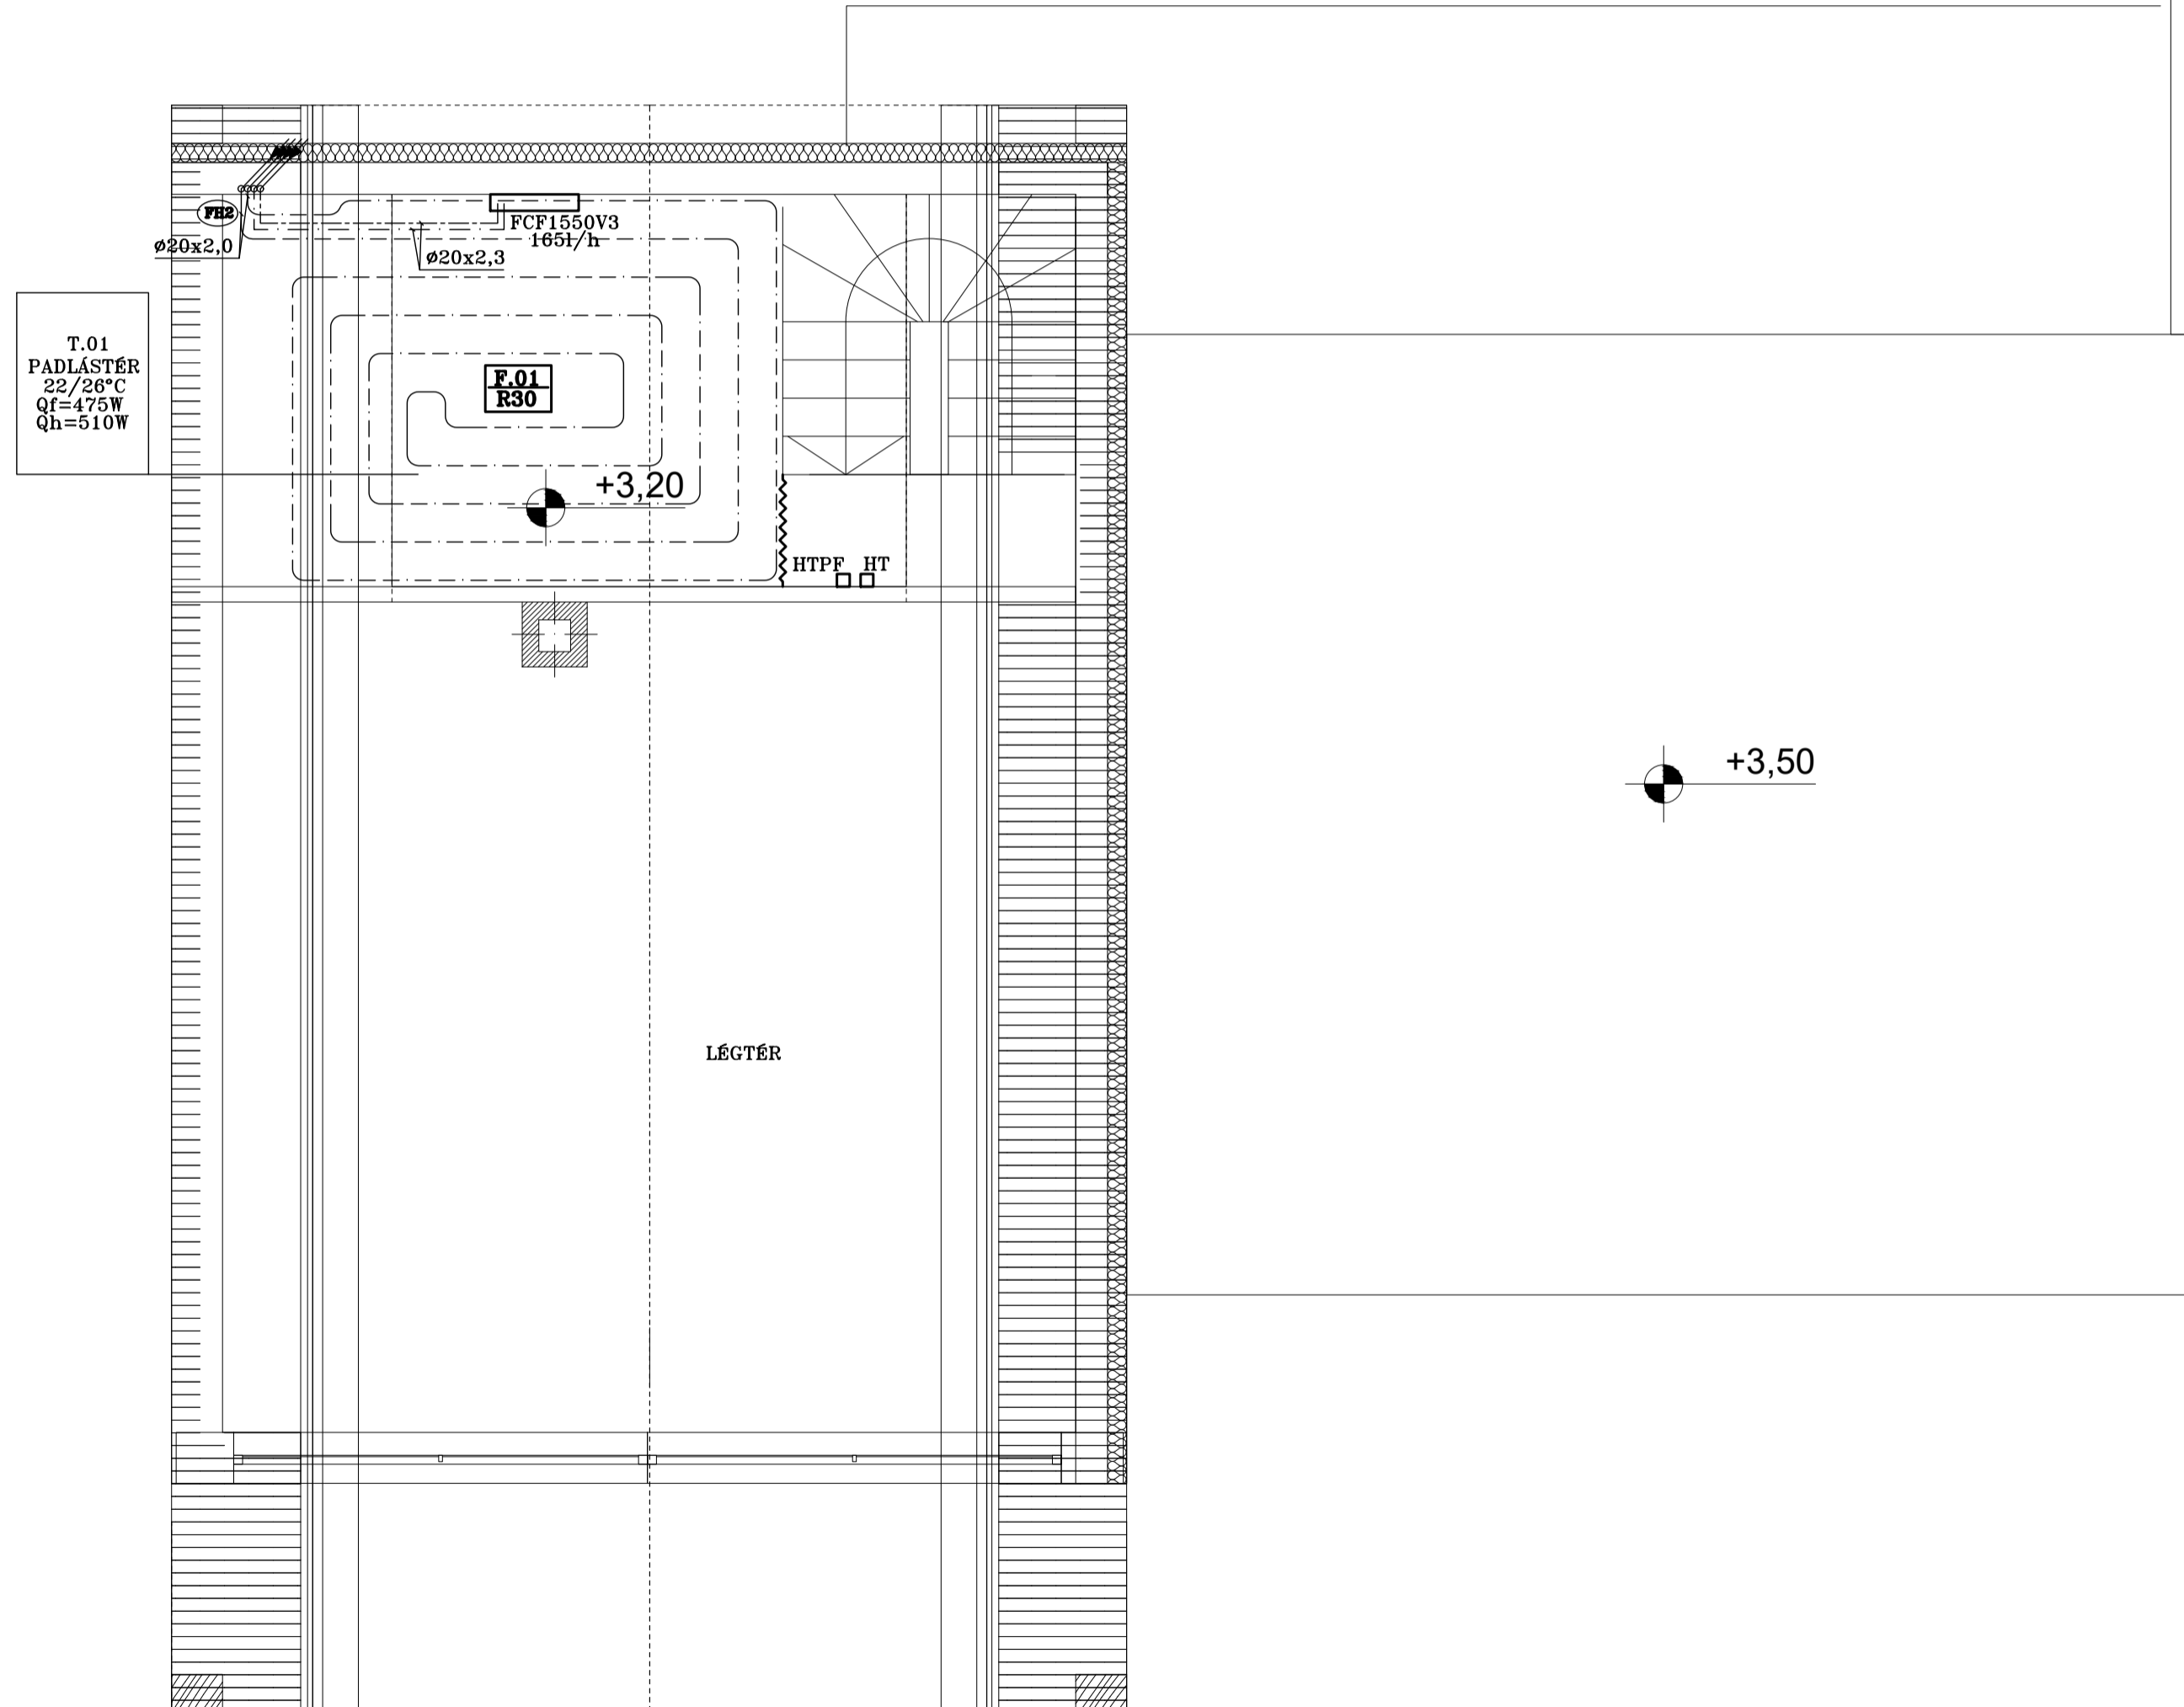 FH2
FCF1550V3
165l/h
ø20x2,0
ø20x2,3
T.01
PADLÁSTÉR
22/26°C
Qf=475W
Qh=510W
F.01
R30
+3,20
HTPF HT
+3,50
LÉGTÉR